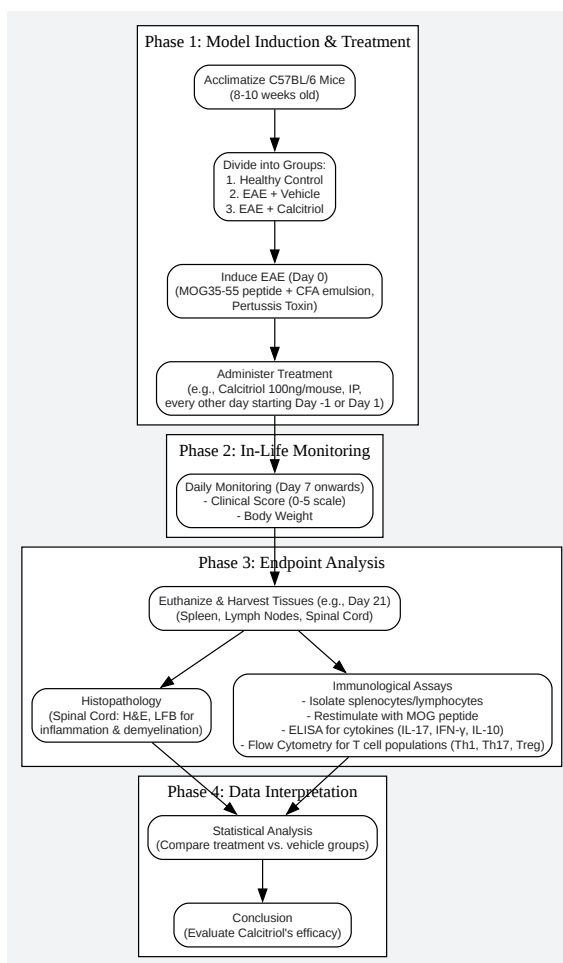 Phase 1: Model Induction & Treatment
Acclimatize C57BL/6 Mice
(8-10 weeks old)
Divide into Groups:
1. Healthy Control
2. EAE + Vehicle
3. EAE + Calcitriol
Induce EAE (Day 0)
(MOG35-55 peptide + CFA emulsion,
Pertussis Toxin)
Administer Treatment
(e.g., Calcitriol 100ng/mouse, IP,
every other day starting Day -1 or Day 1)
Phase 2: In-Life Monitoring
Daily Monitoring (Day 7 onwards)
- Clinical Score (0-5 scale)
- Body Weight
Phase 3: Endpoint Analysis
Euthanize & Harvest Tissues (e.g., Day 21)
(Spleen, Lymph Nodes, Spinal Cord)
Histopathology
(Spinal Cord: H&E, LFB for
inflammation & demyelination)
Immunological Assays
- Isolate splenocytes/lymphocytes
- Restimulate with MOG peptide
- ELISA for cytokines (IL-17, IFN-γ, IL-10)
- Flow Cytometry for T cell populations (Th1, Th17, Treg)
Phase 4: Data Interpretation
Statistical Analysis
(Compare treatment vs. vehicle groups)
Conclusion
(Evaluate Calcitriol's efficacy)